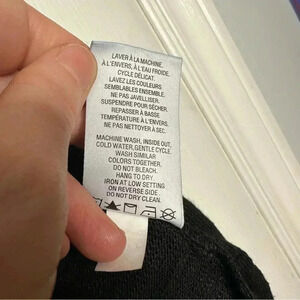 LAVER À LA MACHINE.
À L'ENVERS, À L'EAU FROIDE.
CYCLE DÉLICAT.
LAVEZ LES COULEURS
SEMBLABLES ENSEMBLE.
NE PAS JAVELLISER.
SUSPENDRE POUR SÉCHER.
REPASSER À BASSE
TEMPÉRATURE À L'ENVERS.
NE PAS NETTOYER À SEC.
MACHINE WASH, INSIDE OUT,
COLD WATER, GENTLE CYCLE.
WASH SIMILAR
COLORS TOGETHER.
DO NOT BLEACH.
HANG TO DRY.
IRON AT LOW SETTING
ON REVERSE SIDE.
DO NOT DRY CLEAN.